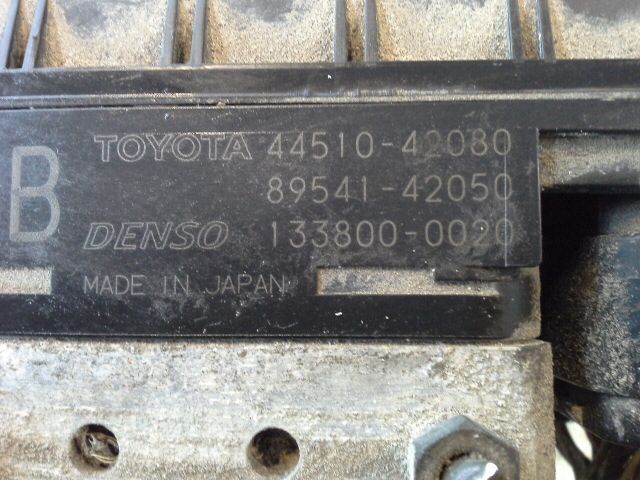 B
TOYOTA 44510-42080
89541-42050
DENSO 133800-0020
MADE IN JAPAN